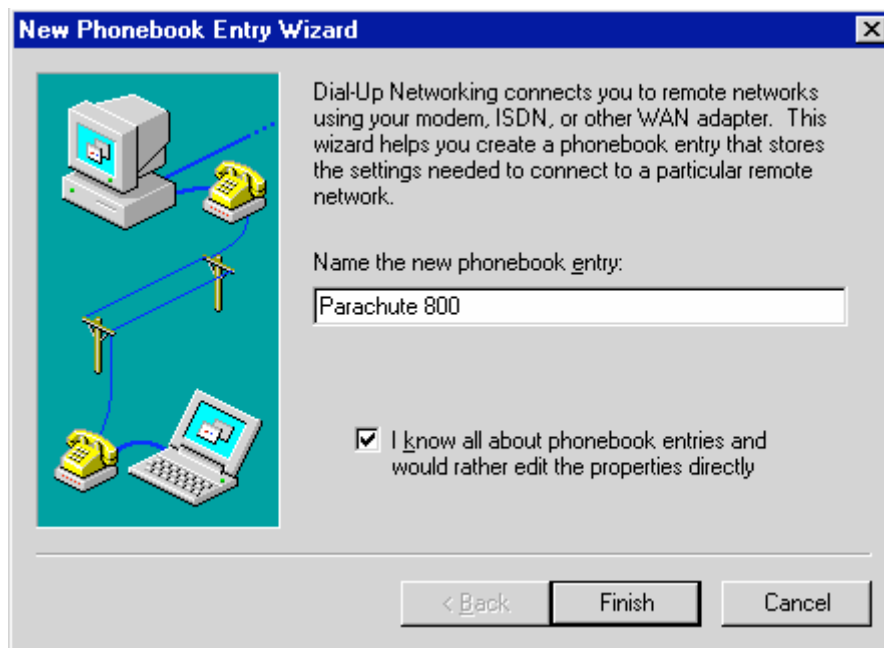 New Phonebook Entry Wizard
Dial-Up Networking connects you to remote networks
using your modem, ISDN, or other WAN adapter. This
wizard helps you create a phonebook entry that stores
the settings needed to connect to a particular remote
network.
Name the new phonebook entry:
Parachute 800
I know all about phonebook entries and
would rather edit the properties directly
< Back
Finish
Cancel